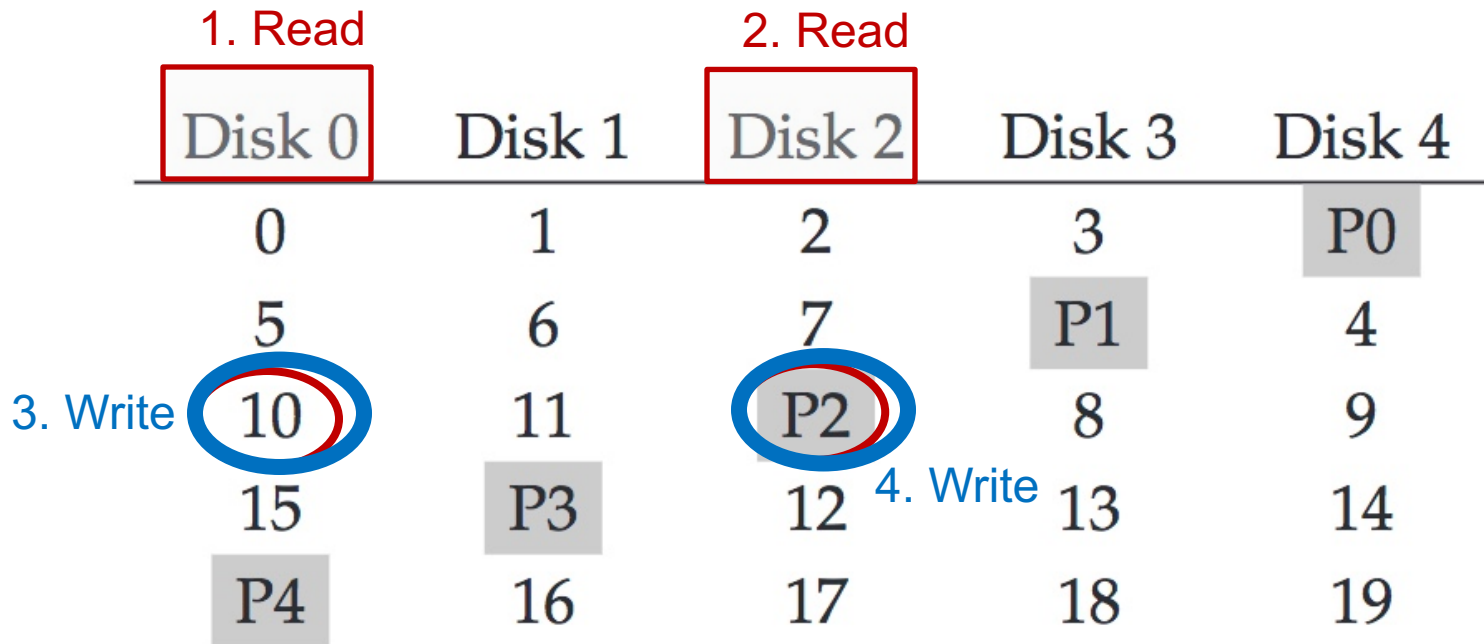 1. Read 2. Read
Disk 0 Disk 1 Disk 2 Disk 3 Disk 4
0 1 2 3 P0
5 6 7 P1 4
3. Write 10 11 P2 8 9
4. Write
15 P3 12 13 14
P4 16 17 18 19